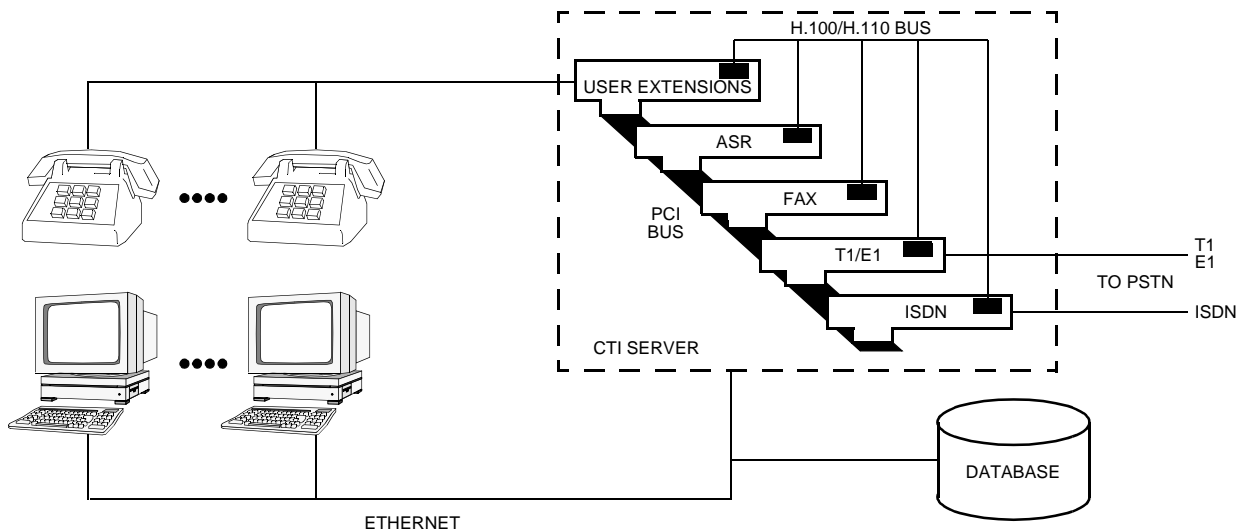 H.100/H.110 BUS
USER EXTENSIONS
ASR
FAX
PCI
BUS
T1/E1
T1
E1
TO PSTN
ISDN
ISDN
CTI SERVER
DATABASE
ETHERNET